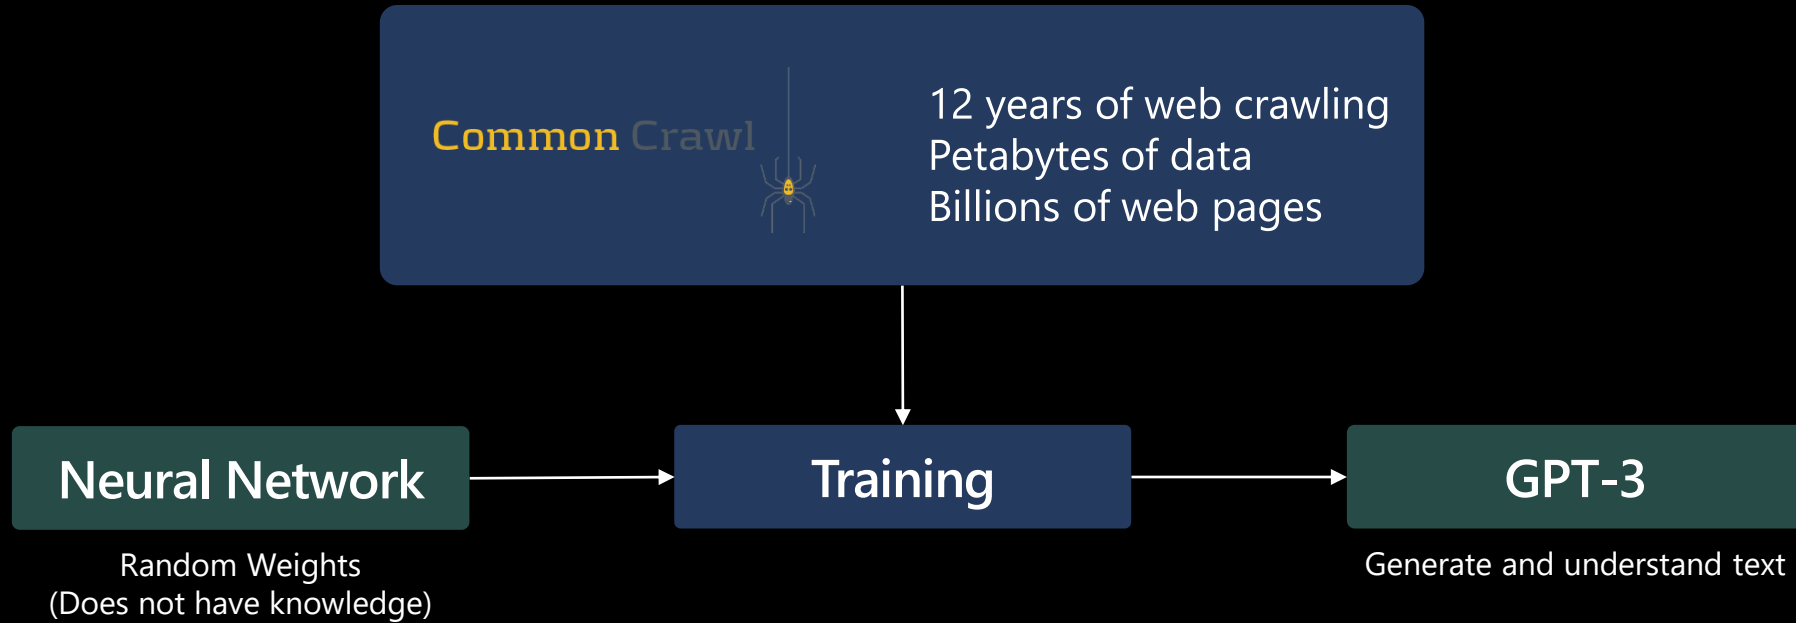 Common Crawl
12 years of web crawling
Petabytes of data
Billions of web pages
Neural Network
Training
GPT-3
Random Weights
(Does not have knowledge)
Generate and understand text